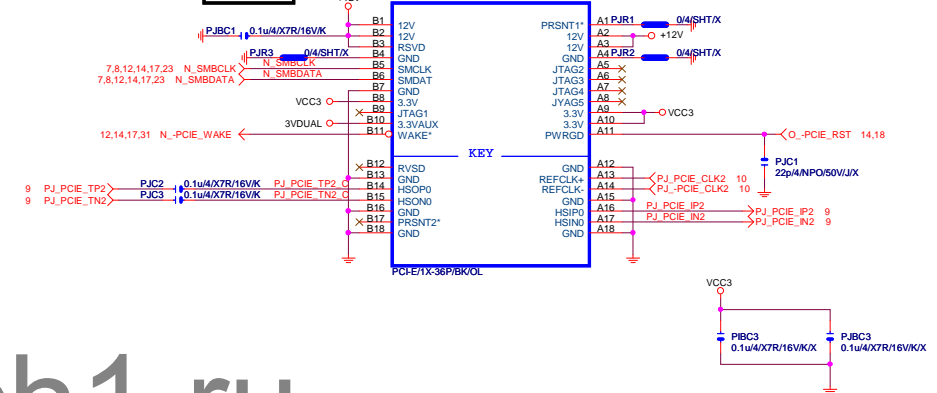 PJBC1 0.1u/4/X7R/16V/K
B1 12V PRSNT1* A1 PJR1 0/4/SHT/X
B2 12V 12V A2 +12V
B3 RSVD 12V A3
PJR3 0/4/SHT/X B4 GND GND A4 PJR2 0/4/SHT/X
7,8,12,14,17,23 N_SMBCLK N_SMBCLK B5 SMCLK JTAG2 A5
7,8,12,14,17,23 N_SMBDATA N_SMBDATA B6 SMDAT JTAG3 A6
B7 GND JTAG4 A7
VCC3 B8 3.3V JYAG5 A8
B9 JTAG1 3.3V A9 VCC3
3VDUAL B10 3.3VAUX 3.3V A10
12,14,17,31 N_-PCIE_WAKE B11 WAKE* PWRGD A11 O_-PCIE_RST 14,18
KEY
PJC1
22p/4/NPO/50V/J/X
B12 RVSD GND A12
B13 GND REFCLK+ A13 PJ_PCIE_CLK2 10
9 PJ_PCIE_TP2 PJC2 0.1u/4/X7R/16V/K PJ_PCIE_TP2_C B14 HSOP0 REFCLK- A14 PJ_-PCIE_CLK2 10
9 PJ_PCIE_TN2 PJC3 0.1u/4/X7R/16V/K PJ_PCIE_TN2_C B15 HSON0 GND A15
B16 GND HSIP0 A16 PJ_PCIE_IP2 PJ_PCIE_IP2 9
B17 PRSNT2* HSIN0 A17 PJ_PCIE_IN2 PJ_PCIE_IN2 9
B18 GND GND A18
PCI-E/1X-36P/BK/OL
VCC3
PIBC3 PJBC3
0.1u/4/X7R/16V/K/X 0.1u/4/X7R/16V/K/X